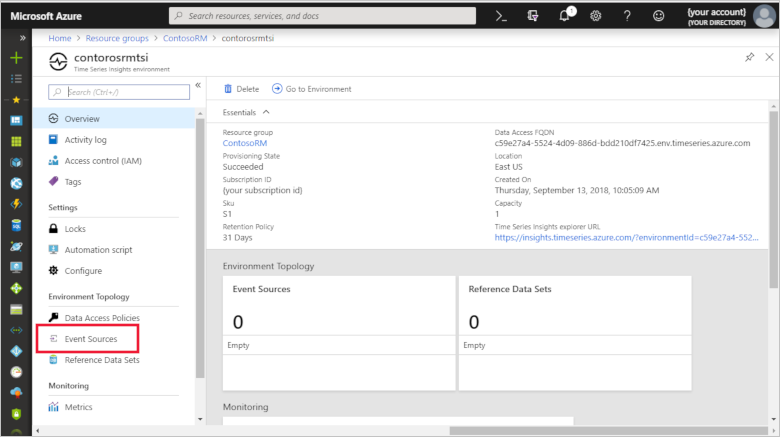 Microsoft Azure
Search resources, services, and docs
1
{your account}
{YOUR DIRECTORY}
Home > Resource groups > ContosoRM > contorosrmtsi
contorosrmtsi
Time Series Insights environment
Search (Ctrl+/)
Overview
Activity log
Access control (IAM)
Tags
Settings
Locks
Automation script
Configure
Environment Topology
Data Access Policies
Event Sources
Reference Data Sets
Monitoring
Metrics
Delete
Go to Environment
Essentials
Resource group
ContosoRM
Provisioning State
Succeeded
Subscription ID
{your subscription id}
Sku
S1
Retention Policy
31 Days
Data Access FQDN
c59e27a4-5524-4d09-886d-bdd210df7425.env.timeseries.azure.com
Location
East US
Created On
Thursday, September 13, 2018, 10:05:09 AM
Capacity
1
Time Series Insights explorer URL
https://insights.timeseries.azure.com/?environmentId=c59e27a4-552...
Environment Topology
Event Sources
0
Empty
Reference Data Sets
0
Empty
Monitoring